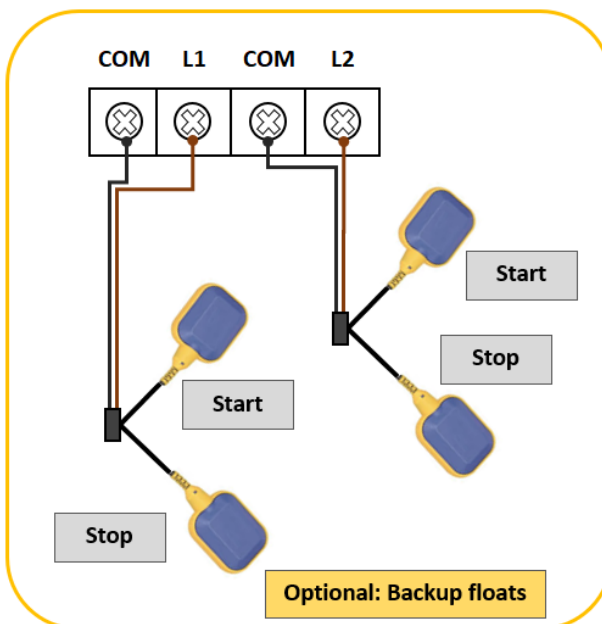 COM L1 COM L2
Start
Stop
Start
Stop
Optional: Backup floats